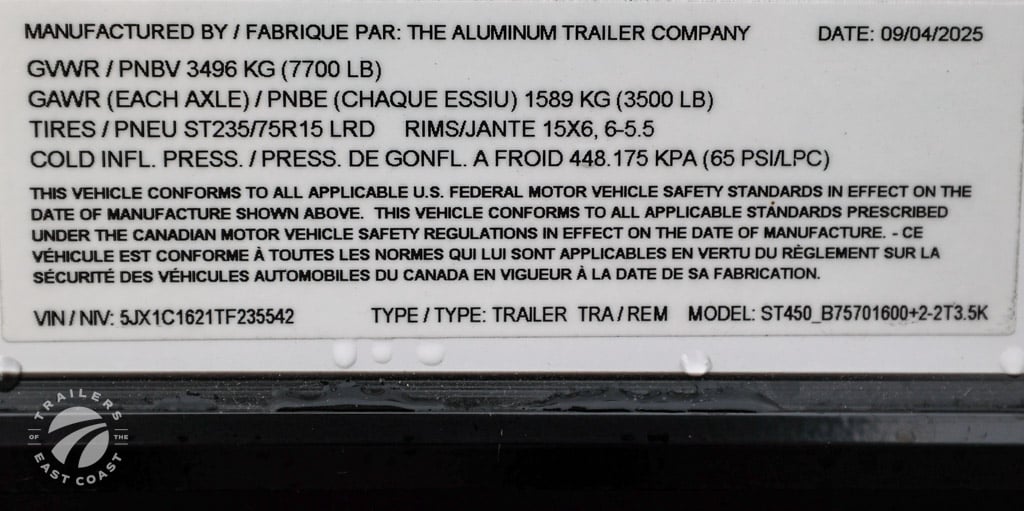 MANUFACTURED BY / FABRIQUE PAR: THE ALUMINUM TRAILER COMPANY DATE: 09/04/2025
GVWR / PNBV 3496 KG (7700 LB)
GAWR (EACH AXLE) / PNBE (CHAQUE ESSIU) 1589 KG (3500 LB)
TIRES / PNEU ST235/75R15 LRD RIMS/JANTE 15X6, 6-5.5
COLD INFL. PRESS. / PRESS. DE GONFL. A FROID 448.175 KPA (65 PSI/LPC)
THIS VEHICLE CONFORMS TO ALL APPLICABLE U.S. FEDERAL MOTOR VEHICLE SAFETY STANDARDS IN EFFECT ON THE
DATE OF MANUFACTURE SHOWN ABOVE. THIS VEHICLE CONFORMS TO ALL APPLICABLE STANDARDS PRESCRIBED
UNDER THE CANADIAN MOTOR VEHICLE SAFETY REGULATIONS IN EFFECT ON THE DATE OF MANUFACTURE. - CE
VÉHICULE EST CONFORME À TOUTES LES NORMES QUI LUI SONT APPLICABLES EN VERTU DU RÈGLEMENT SUR LA
SÉCURITÉ DES VÉHICULES AUTOMOBILES DU CANADA EN VIGUEUR À LA DATE DE SA FABRICATION.
VIN / NIV: 5JX1C1621TF235542 TYPE / TYPE: TRAILER TRA / REM MODEL: ST450_B75701600+2-2T3.5K
TRAILERS
OF THE
EAST COAST